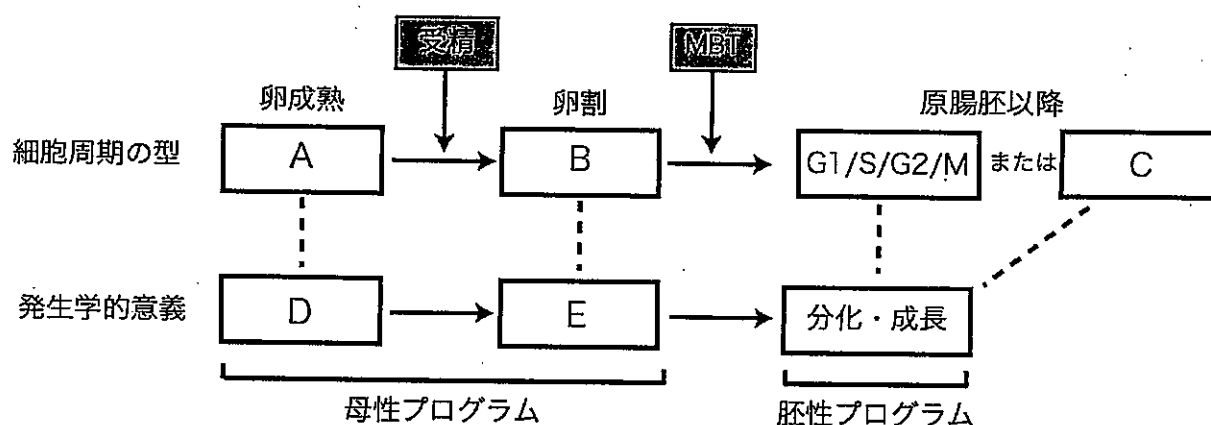 受精
MBT
卵成熟
卵割
原腸胚以降
細胞周期の型
A
B
G1/S/G2/M
または
C
発生学的意義
D
E
分化・成長
母性プログラム
胚性プログラム